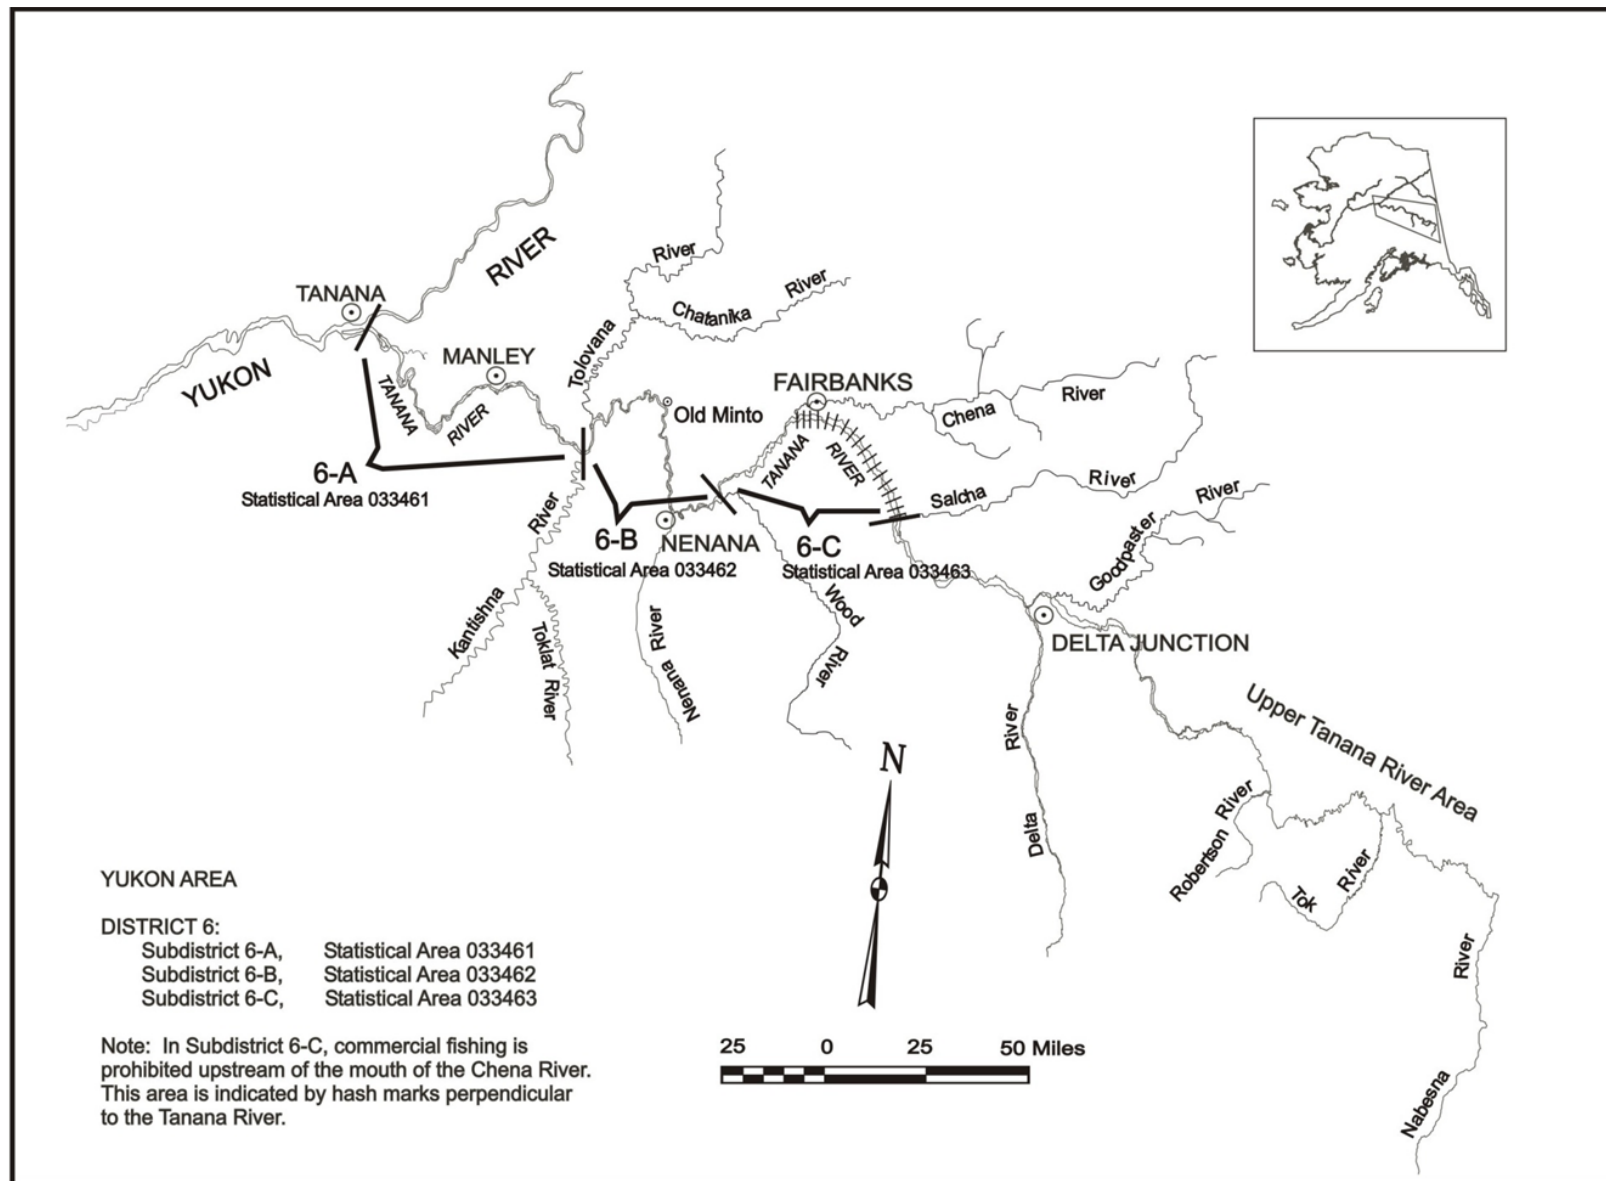 River
RIVER
River
Chatanika
TANANA
Tolovana
MANLEY
YUKON
FAIRBANKS
River
Chena
Old Minto
TANANA
RIVER
TANANA
RIVER
6-A
Statistical Area 033461
River
River
Salcha
River
6-B
NENANA
6-C
Statistical Area 033462
Statistical Area 033463
Goodpaster
Wood
River
Kantishna
Toklat River
Nenana River
DELTA JUNCTION
River
Delta
Upper Tanana River Area
N
Robertson River
Tok
River
River
Nabesna
YUKON AREA
DISTRICT 6:
Subdistrict 6-A, Statistical Area 033461
Subdistrict 6-B, Statistical Area 033462
Subdistrict 6-C, Statistical Area 033463
Note: In Subdistrict 6-C, commercial fishing is
prohibited upstream of the mouth of the Chena River.
This area is indicated by hash marks perpendicular
to the Tanana River.
25 0 25 50 Miles